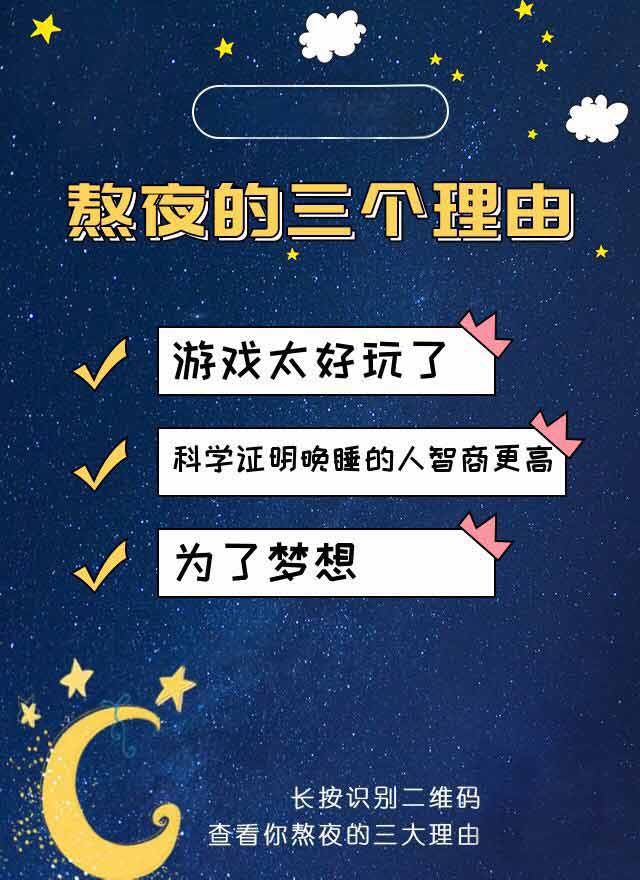 熬夜的三个理由
游戏太好玩了
科学证明晚睡的人智商更高
为了梦想
长按识别二维码
查看你熬夜的三大理由